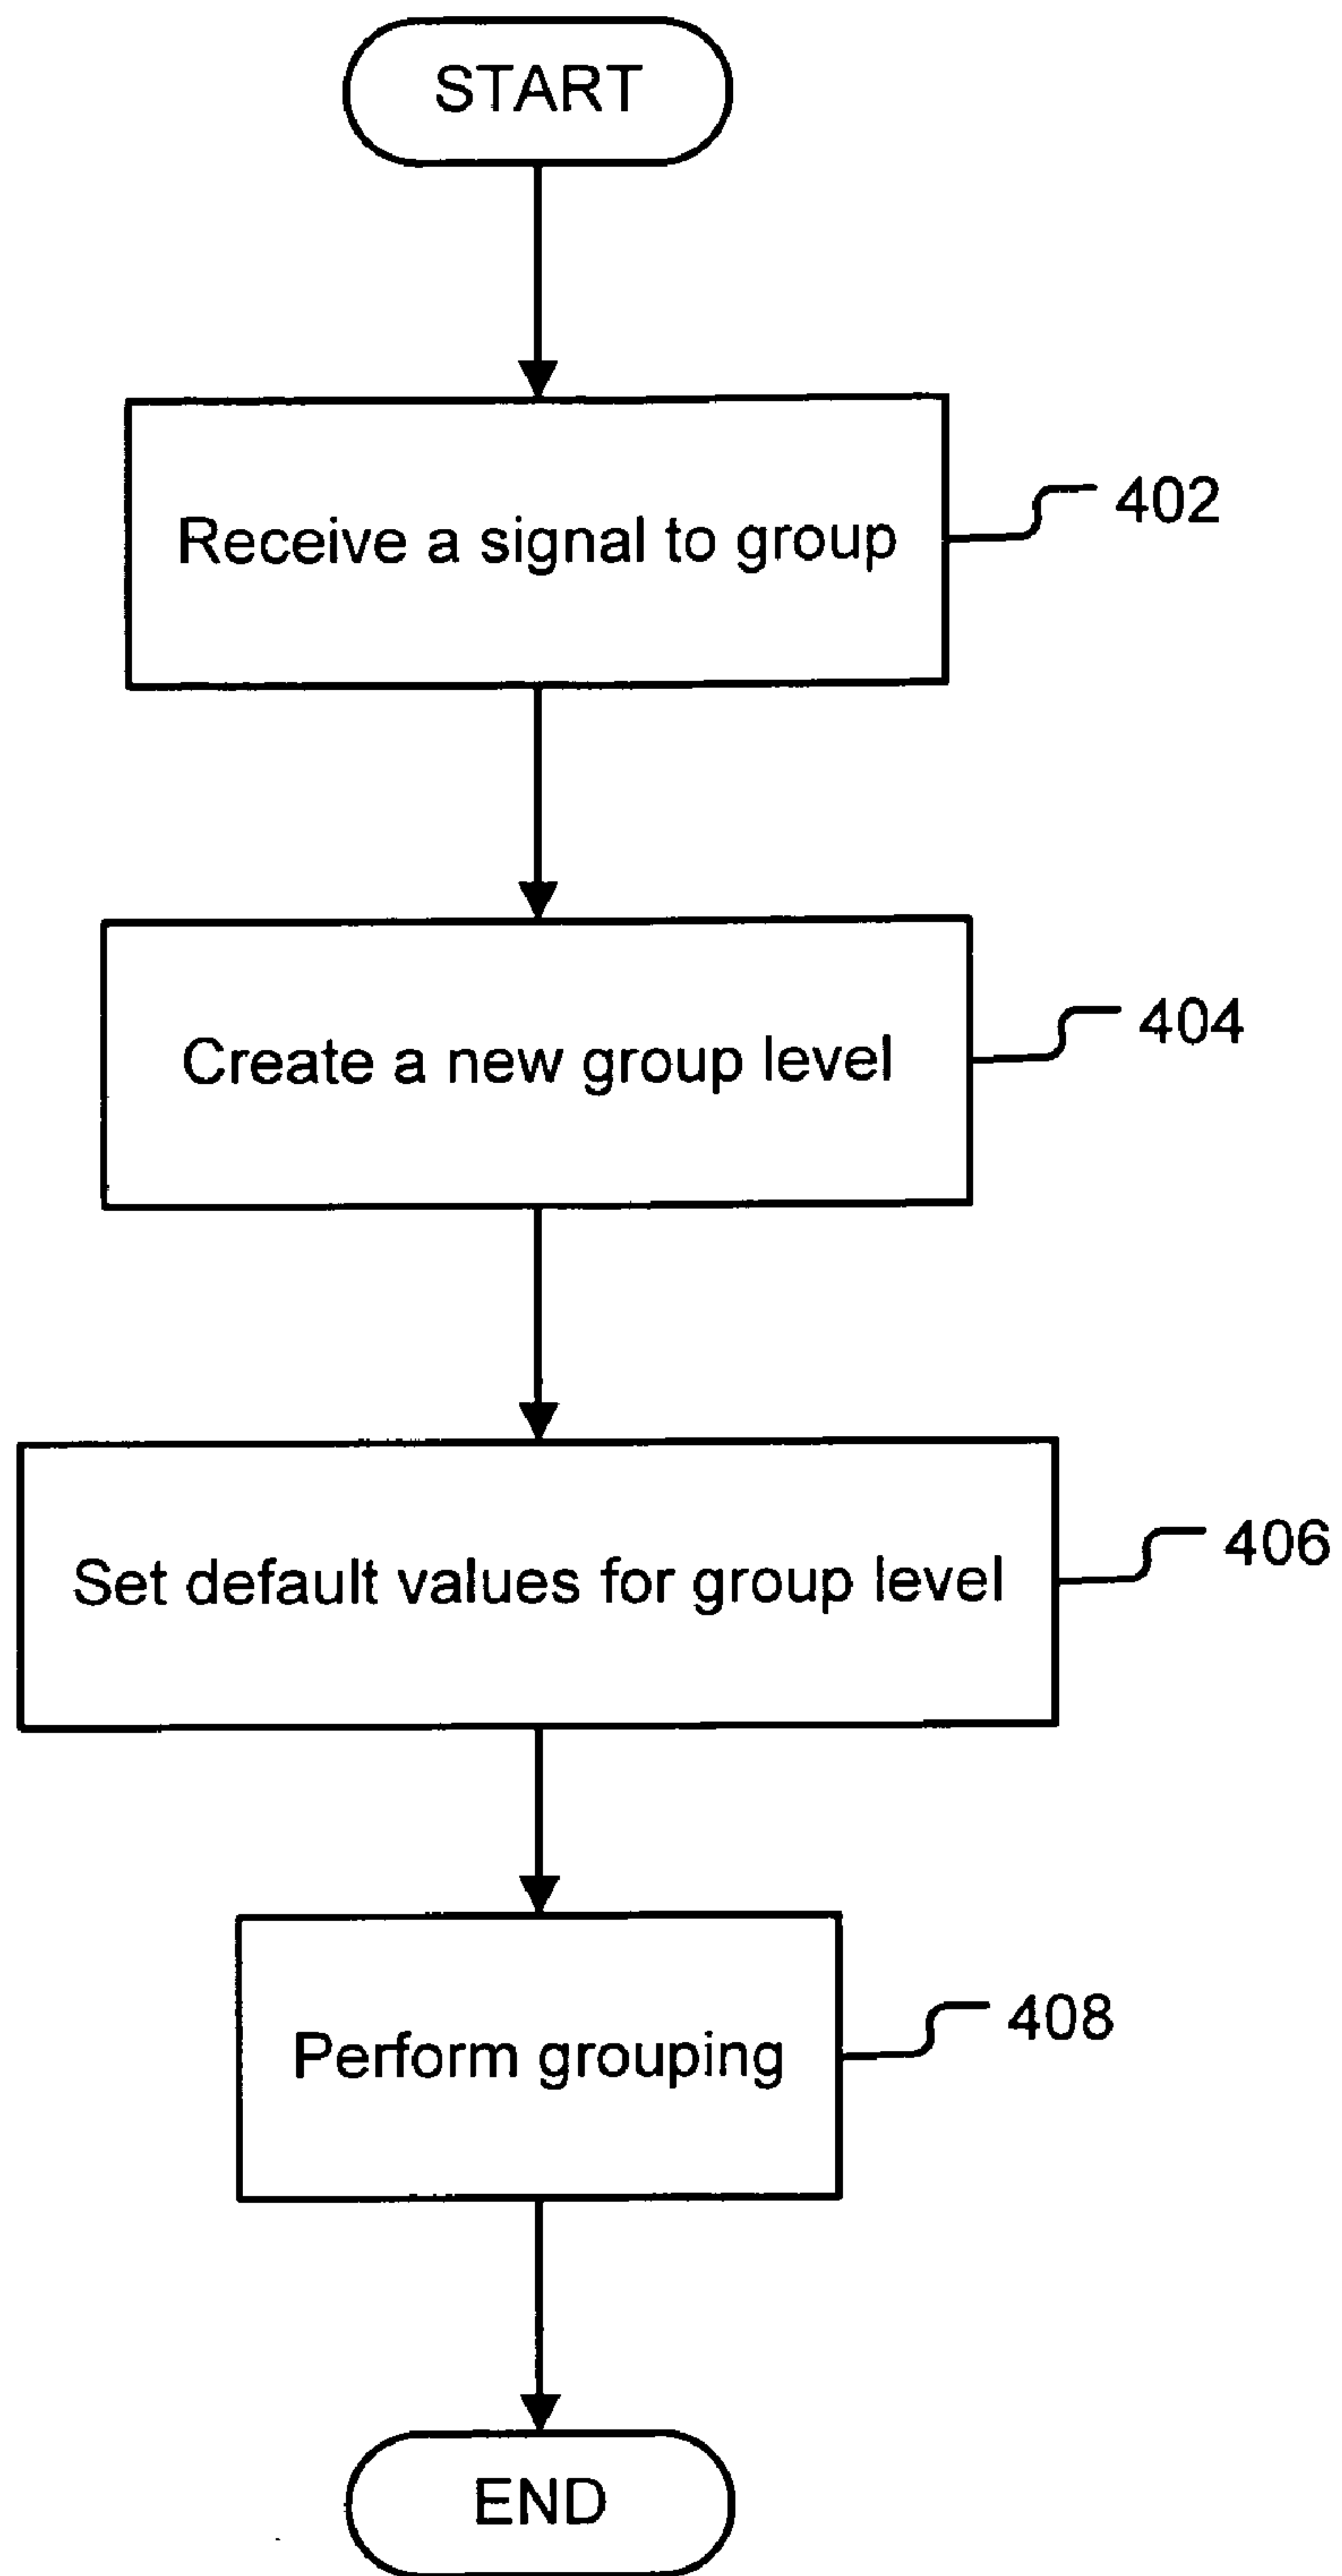 START
Receive a signal to group
402
Create a new group level
404
Set default values for group level
406
Perform grouping
408
END